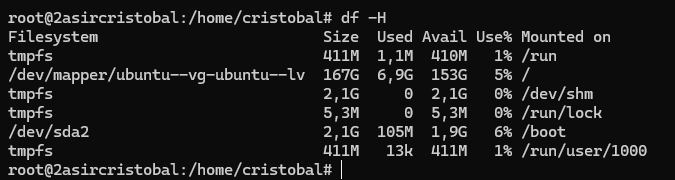 root@2asircristobal:/home/cristobal# df -H
Filesystem                         Size  Used Avail Use% Mounted on
tmpfs                              411M  1,1M  410M   1% /run
/dev/mapper/ubuntu--vg-ubuntu--lv  167G  6,9G  153G   5% /
tmpfs                              2,1G     0  2,1G   0% /dev/shm
tmpfs                              5,3M     0  5,3M   0% /run/lock
/dev/sda2                          2,1G  105M  1,9G   6% /boot
tmpfs                              411M   13k  411M   1% /run/user/1000
root@2asircristobal:/home/cristobal#